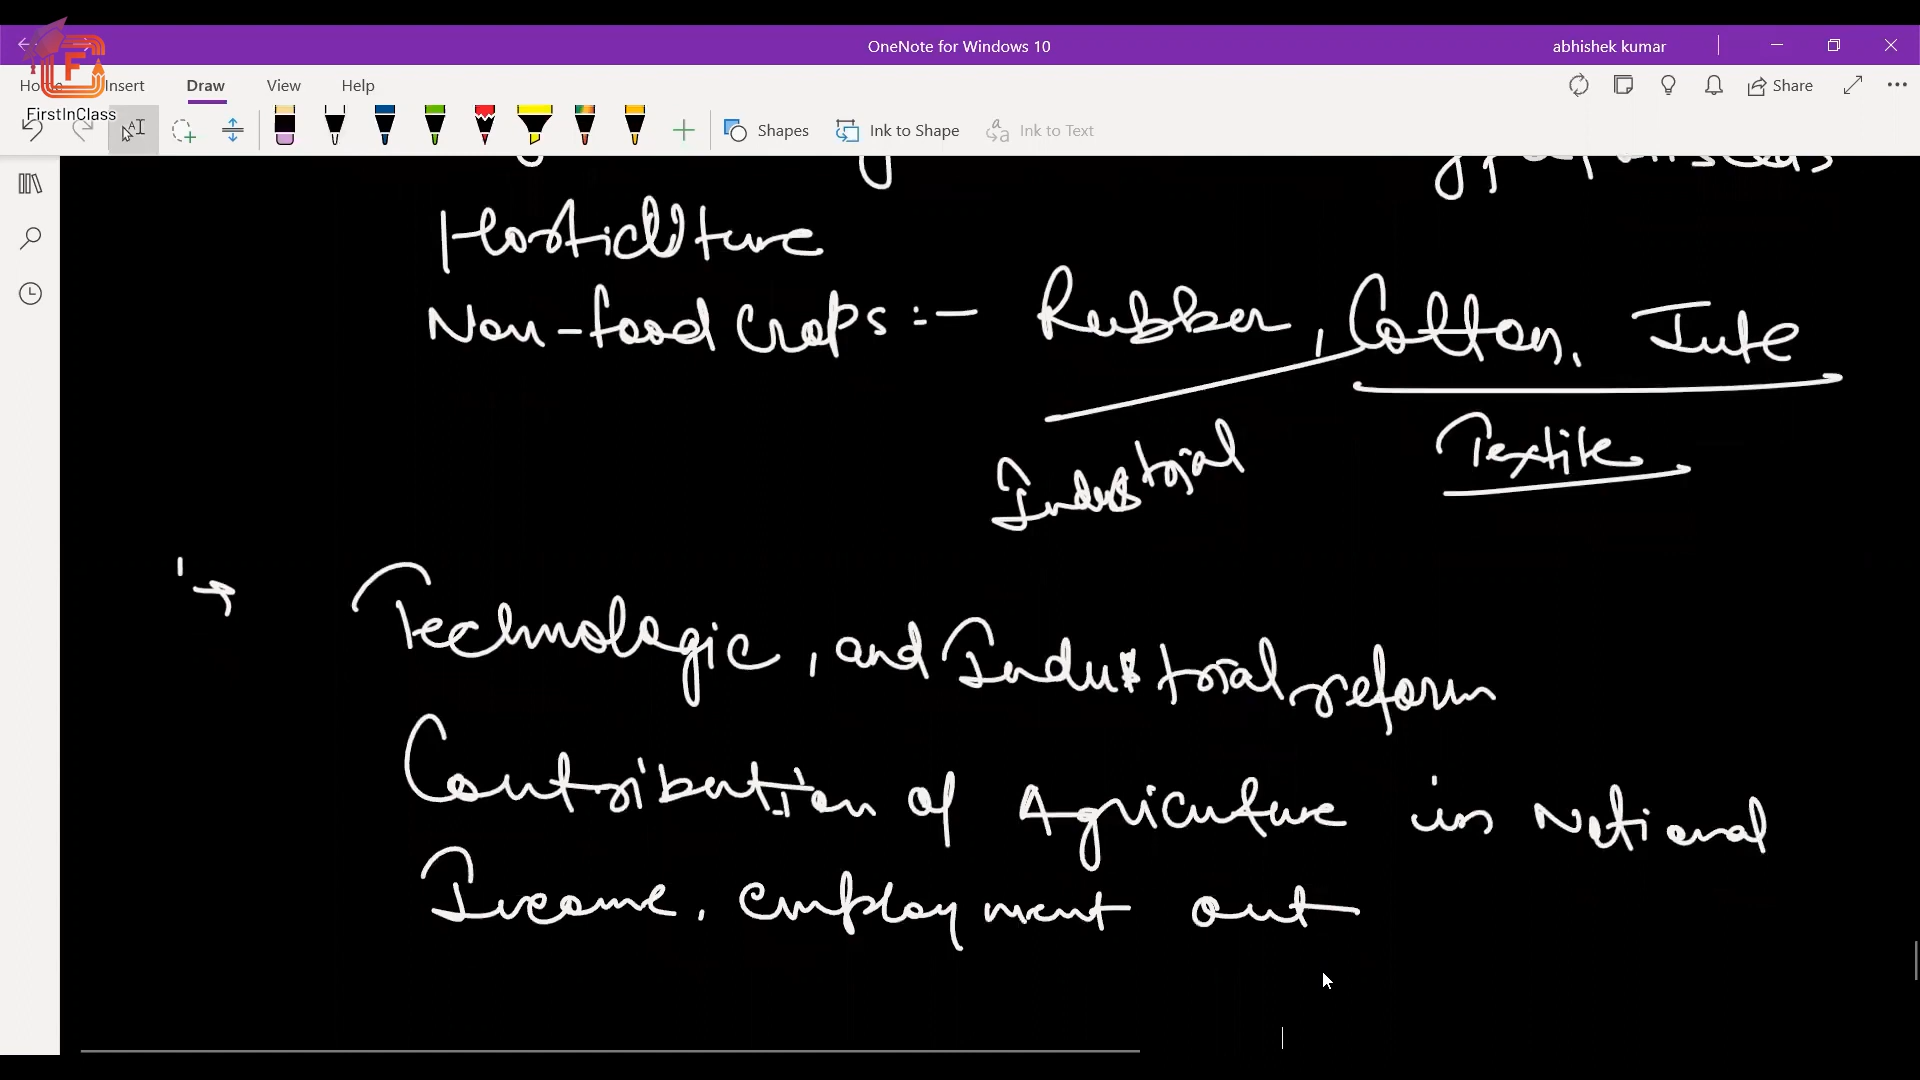 OneNote for Windows 10
abhishek kumar
Home Insert Draw View Help
Share
FirstInClass
Shapes
Ink to Shape
Ink to Text
Horticulture
Non-food Crops :- Rubber, Cotton, Jute
Industrial
Textile
Technologic, and Industrial reform
Contribution of Agricuture in National
Income, employment out